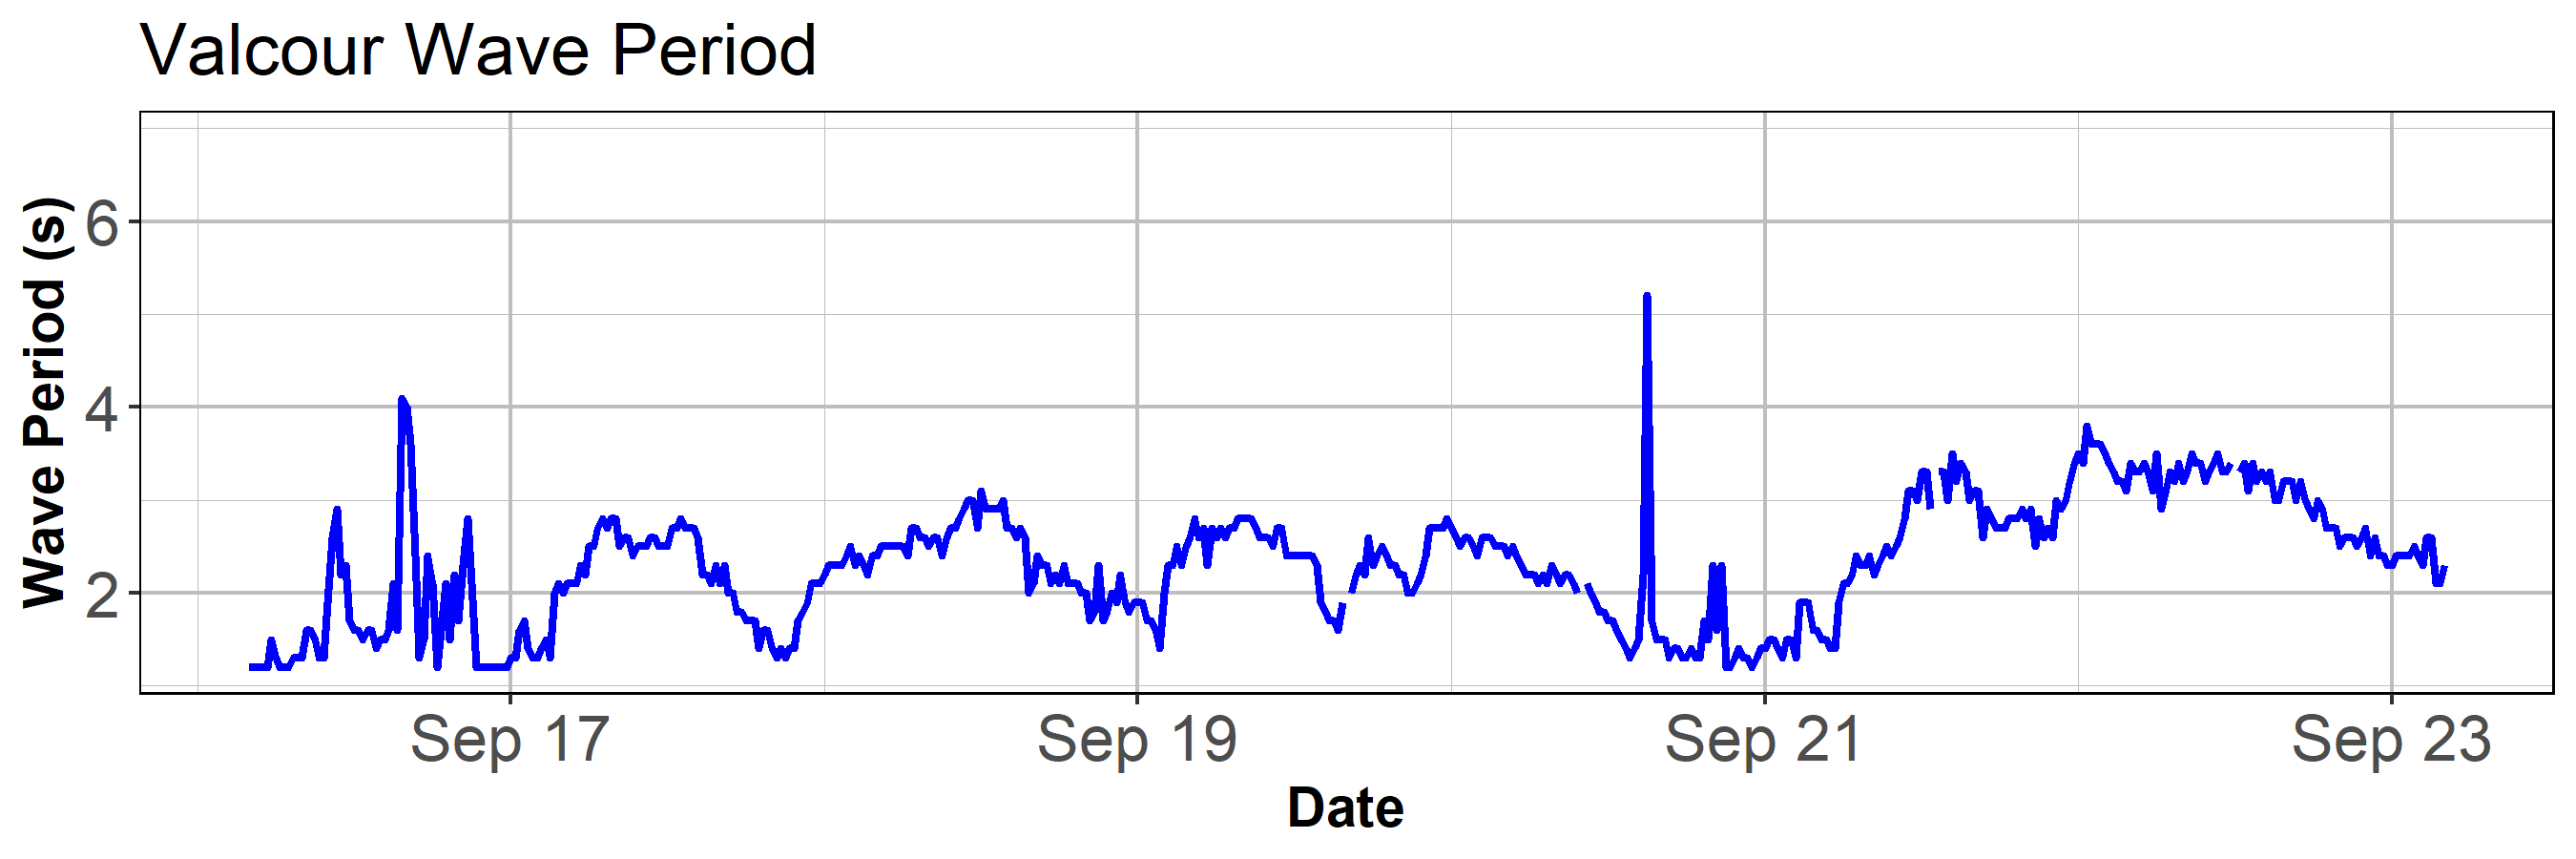 Valcour Wave Period
Wave Period (s)
6
4
2
Sep 17
Sep 19
Sep 21
Sep 23
Date